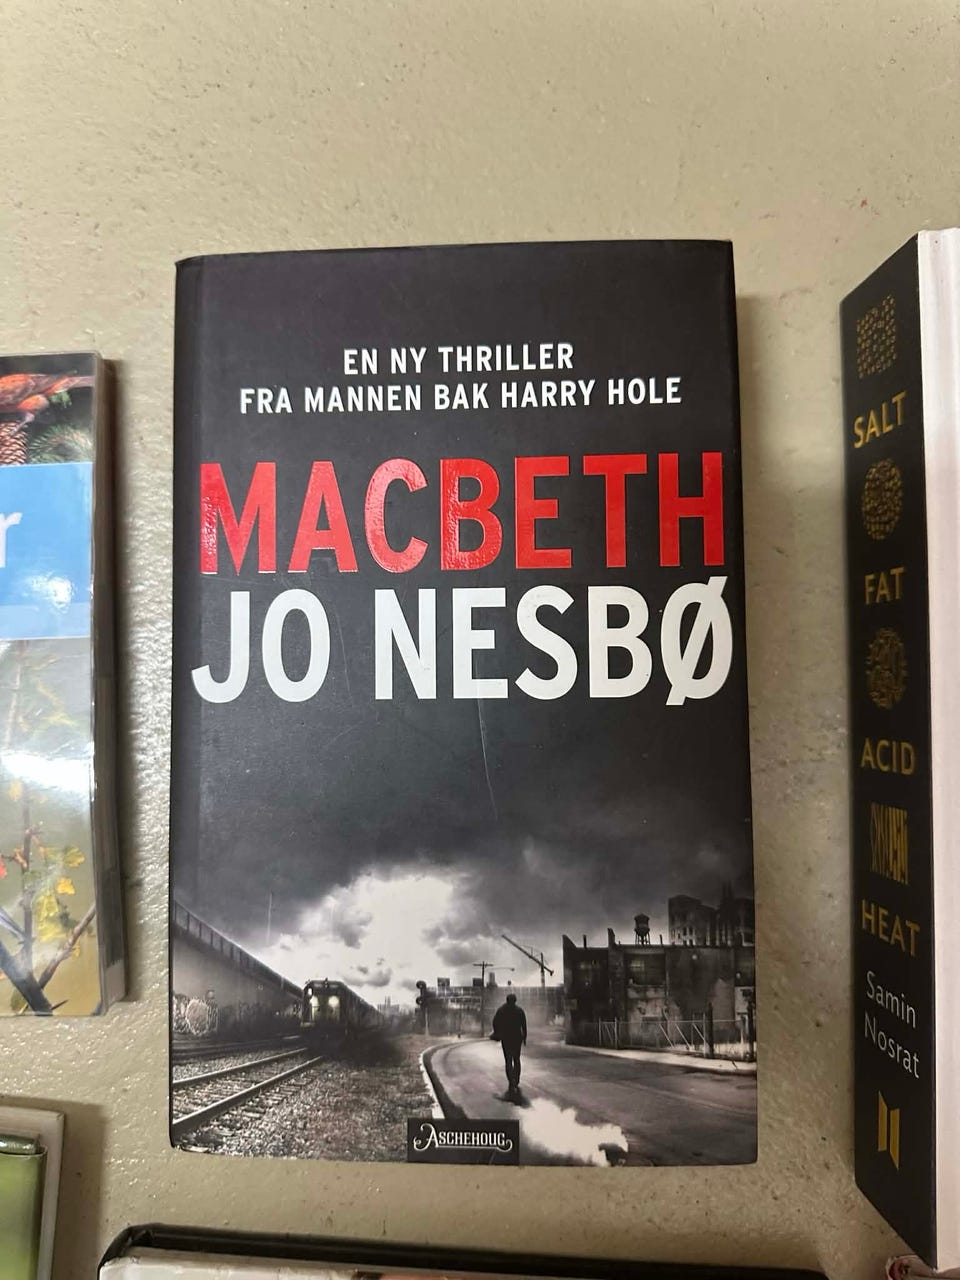 EN NY THRILLER
FRA MANNEN BAK HARRY HOLE
MACBETH
JO NESBØ
ASCHEHOUG
SALT
FAT
ACID
HEAT
Samin
Nosrat